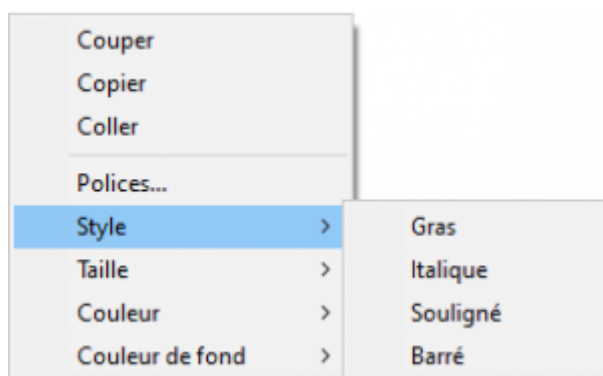 Couper
Copier
Coller
Polices...
Style >
Taille >
Couleur >
Couleur de fond >
Gras
Italique
Souligné
Barré